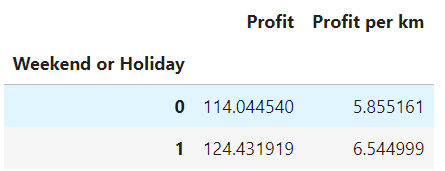 Profit Profit per km
Weekend or Holiday
0 114.044540 5.855161
1 124.431919 6.544999